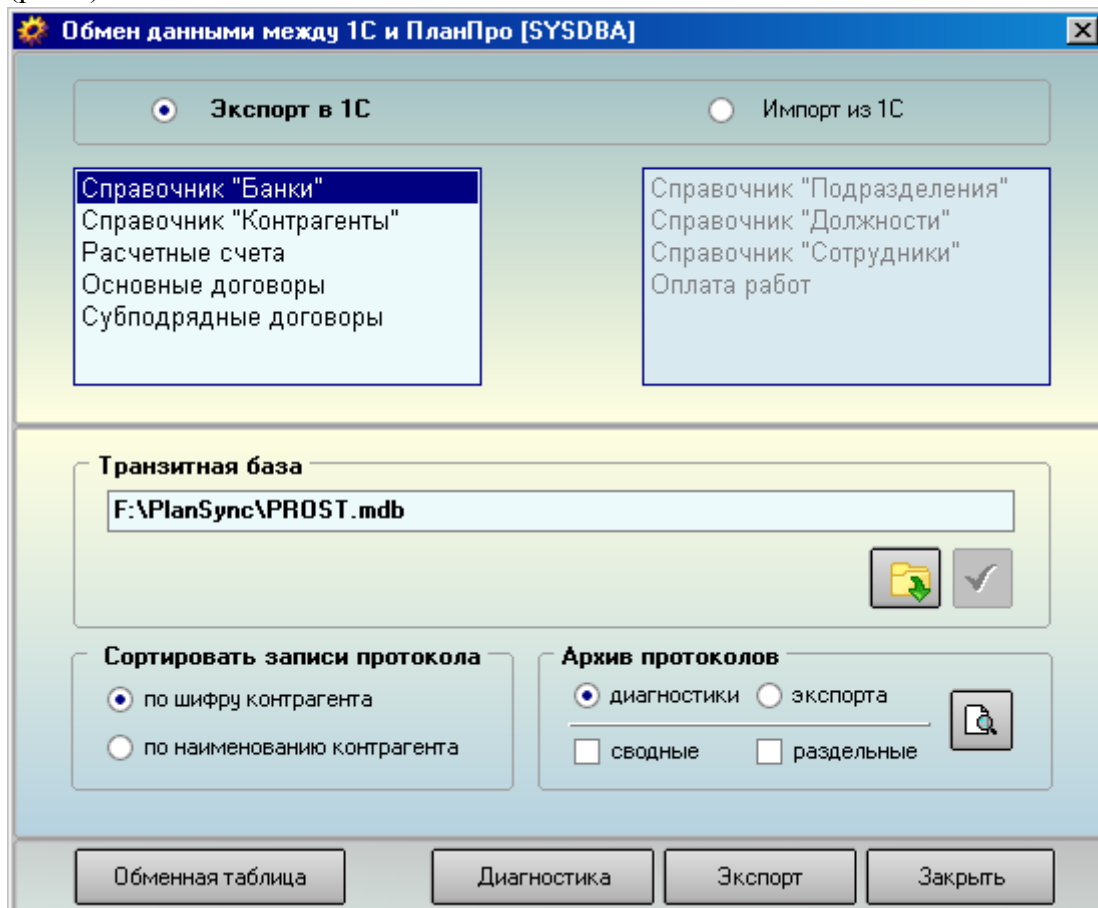 Обмен данными между 1С и ПланПро [SYSDBA]
Экспорт в 1С
Импорт из 1С
Справочник "Банки"
Справочник "Контрагенты"
Расчетные счета
Основные договоры
Субподрядные договоры
Справочник "Подразделения"
Справочник "Должности"
Справочник "Сотрудники"
Оплата работ
Транзитная база
F:\PlanSync\PROST.mdb
Сортировать записи протокола
по шифру контрагента
по наименованию контрагента
Архив протоколов
диагностики экспорта
сводные раздельные
Обменная таблица Диагностика Экспорт Закрыть